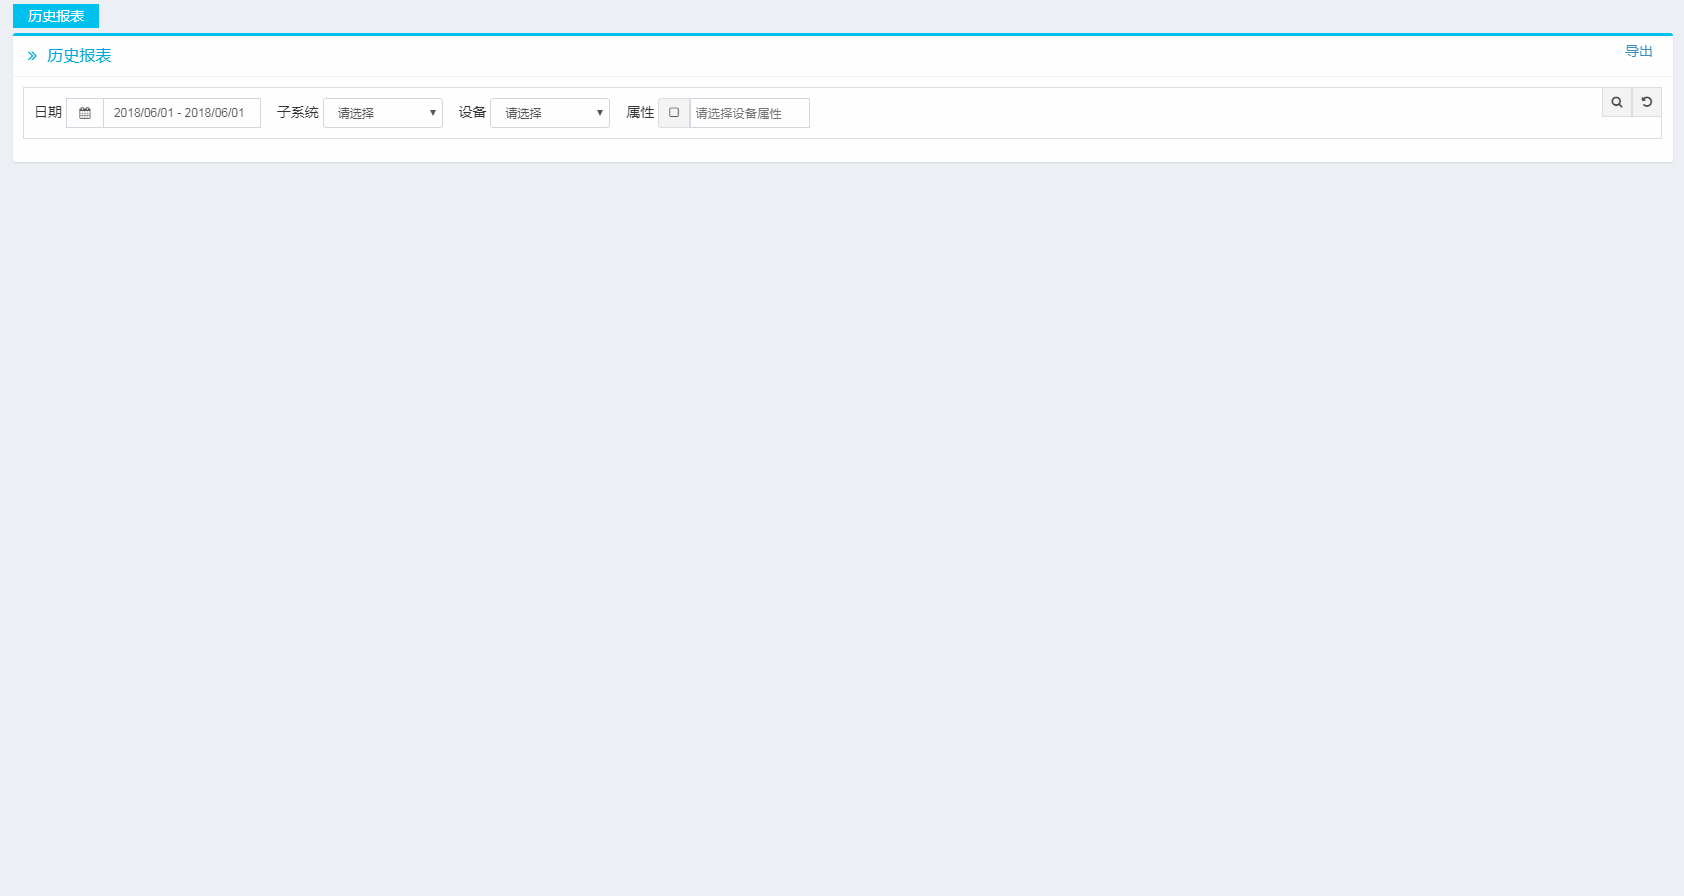 历史报表
历史报表
导出
日期 2018/06/01 - 2018/06/01 子系统 请选择 设备 请选择 属性 请选择设备属性